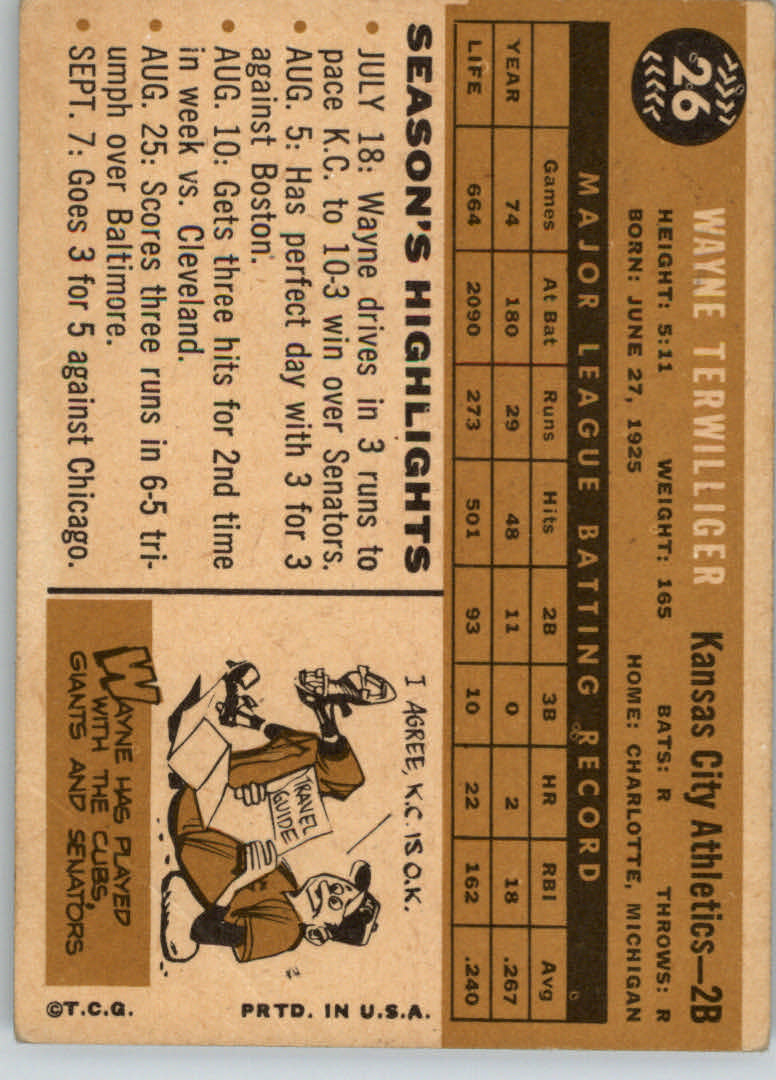 26
WAYNE TERWILLIGER Kansas City Athletics—2B
HEIGHT: 5:11 WEIGHT: 165 BATS: R THROWS: R
BORN: JUNE 27, 1925 HOME: CHARLOTTE, MICHIGAN
MAJOR LEAGUE BATTING RECORD
Games At Bat Runs Hits 2B 3B HR RBI Avg
YEAR 74 180 29 48 11 0 2 18 .267
LIFE 664 2090 273 501 93 10 22 162 .240
SEASON'S HIGHLIGHTS
• JULY 18: Wayne drives in 3 runs to
pace K.C. to 10-3 win over Senators.
• AUG. 5: Has perfect day with 3 for 3
against Boston.
• AUG. 10: Gets three hits for 2nd time
in week vs. Cleveland.
• AUG. 25: Scores three runs in 6-5 tri-
umph over Baltimore.
• SEPT. 7: Goes 3 for 5 against Chicago.
I AGREE, K.C. IS O.K.
TRAVEL
GUIDE
WAYNE HAS PLAYED
WITH THE CUBS,
GIANTS AND SENATORS
©T.C.G. PRTD. IN U.S.A.